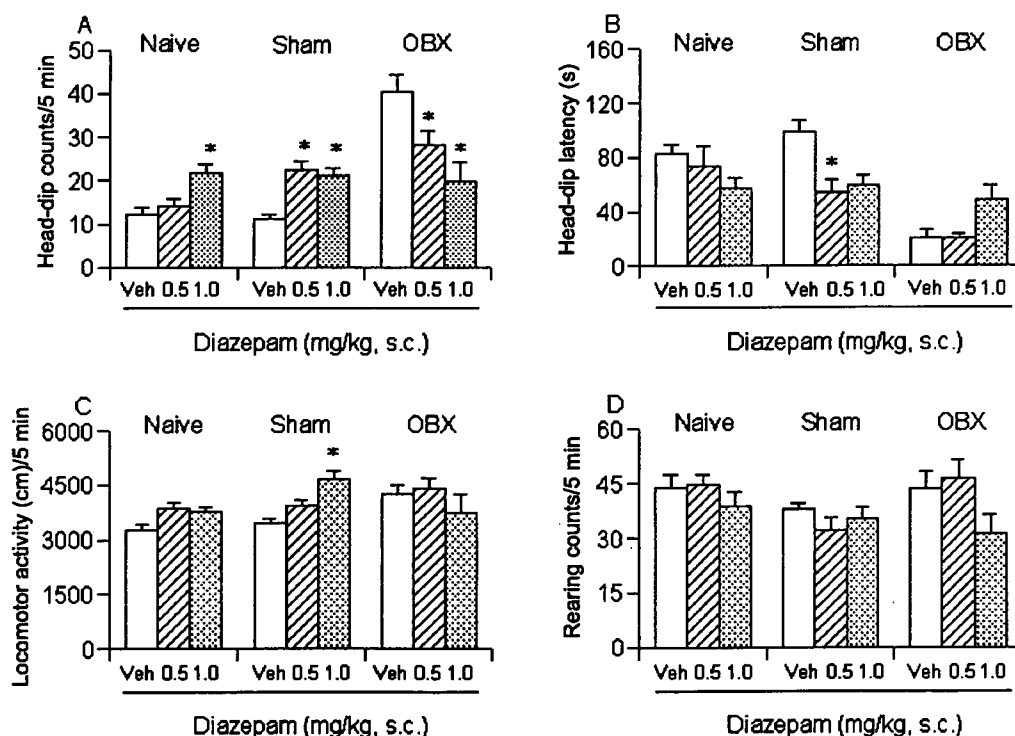 A
Naive Sham OBX
Head-dip counts/5 min
50
40
30
20
10
0
* * * * *
Veh 0.5 1.0 Veh 0.5 1.0 Veh 0.5 1.0
Diazepam (mg/kg, s.c.)
B
Naive Sham OBX
Head-dip latency (s)
160
120
80
40
0
*
Veh 0.5 1.0 Veh 0.5 1.0 Veh 0.5 1.0
Diazepam (mg/kg, s.c.)
C
Naive Sham OBX
Locomotor activity (cm)/5 min
6000
4500
3000
1500
0
*
Veh 0.5 1.0 Veh 0.5 1.0 Veh 0.5 1.0
Diazepam (mg/kg, s.c.)
D
Naive Sham OBX
Rearing counts/5 min
60
45
30
15
0
Veh 0.5 1.0 Veh 0.5 1.0 Veh 0.5 1.0
Diazepam (mg/kg, s.c.)